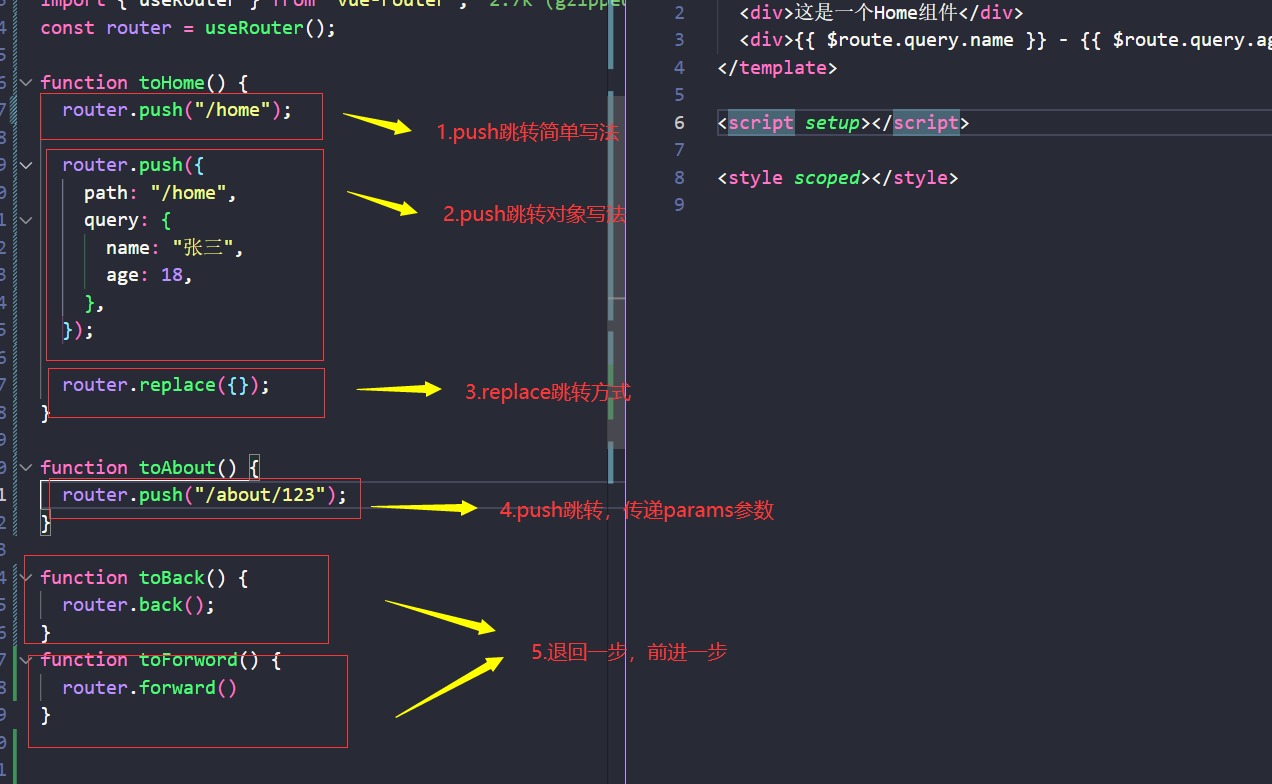 import { useRouter } from "vue-router";  2.7k (gzipped
const router = useRouter();
function toHome() {
router.push("/home");
1.push跳转简单写法
router.push({
path: "/home",
query: {
name: "张三",
age: 18,
},
});
2.push跳转对象写法
router.replace({});
3.replace跳转方式
}
function toAbout() {
router.push("/about/123");
4.push跳转，传递params参数
}
function toBack() {
router.back();
}
function toForword() {
router.forward()
}
5.退回一步，前进一步
2 <div>这是一个Home组件</div>
3 <div>{{ $route.query.name }} - {{ $route.query.ag
4 </template>
5
6 <script setup></script>
7
8 <style scoped></style>
9